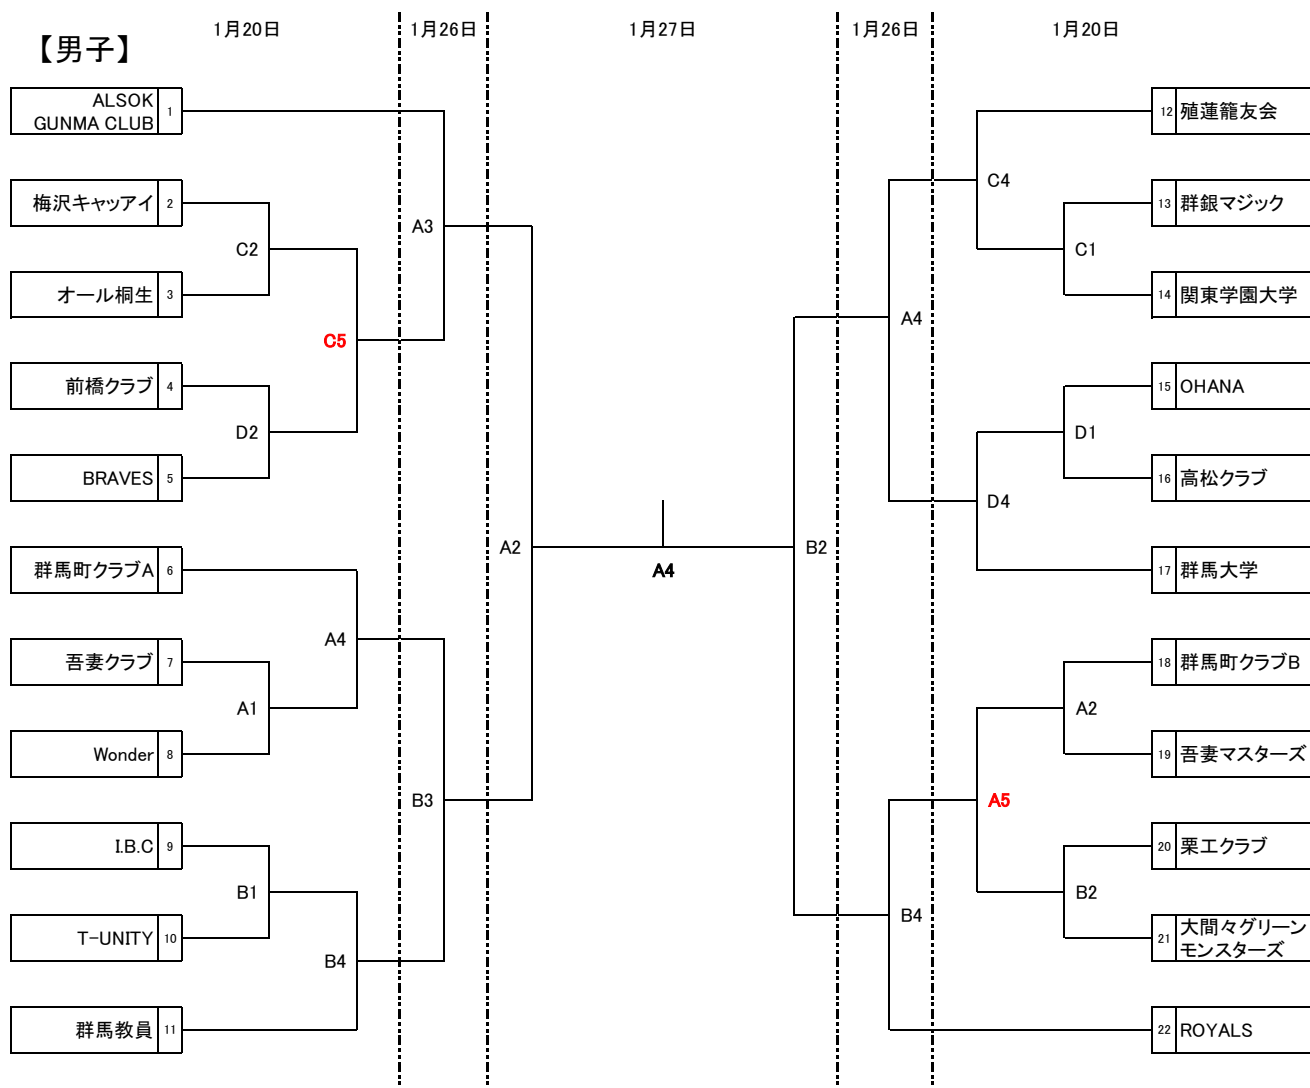 1月20日
1月26日
1月27日
1月26日
1月20日
【男子】
ALSOK
GUNMA CLUB
1
梅沢キャッアイ
2
オール桐生
3
前橋クラブ
4
BRAVES
5
群馬町クラブA
6
吾妻クラブ
7
Wonder
8
I.B.C
9
T-UNITY
10
群馬教員
11
C2
D2
A1
B1
C5
A4
B4
A3
B3
A2
A4
B2
A4
B4
C4
D4
A5
C1
D1
A2
B2
12
殖蓮籠友会
13
群銀マジック
14
関東学園大学
15
OHANA
16
高松クラブ
17
群馬大学
18
群馬町クラブB
19
吾妻マスターズ
20
栗工クラブ
21
大間々グリーン
モンスターズ
22
ROYALS